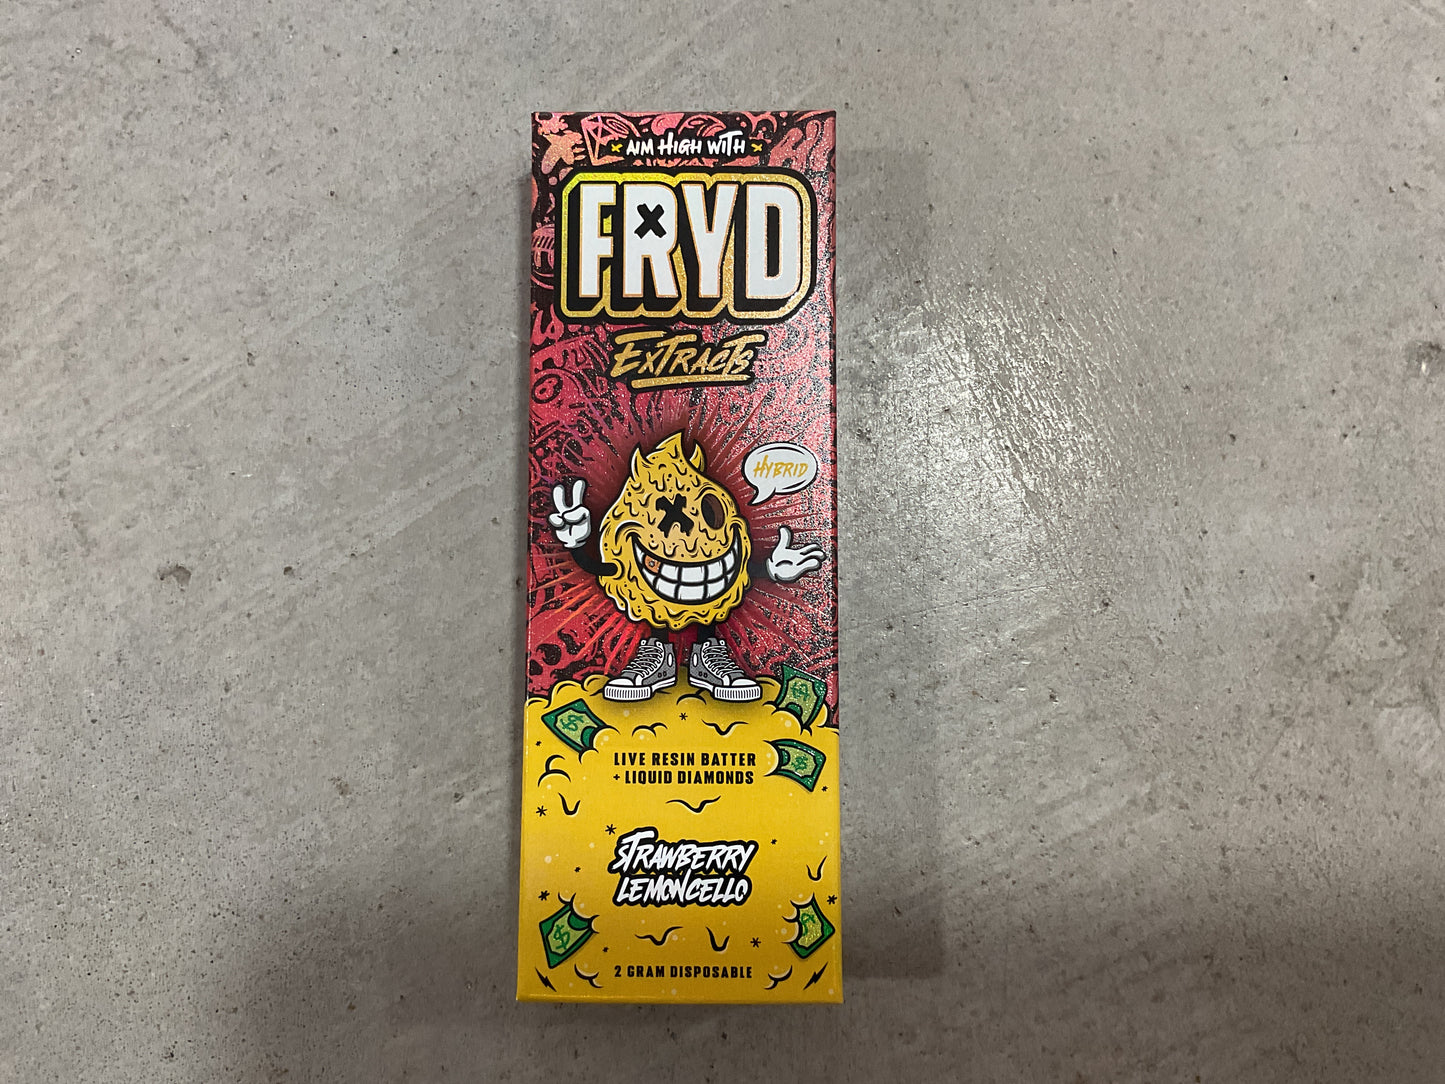 AIM HIGH WITH
FRYD
EXTRACTS
HYBRID
LIVE RESIN BATTER
+ LIQUID DIAMONDS
STRAWBERRY
LEMONCELLO
2 GRAM DISPOSABLE